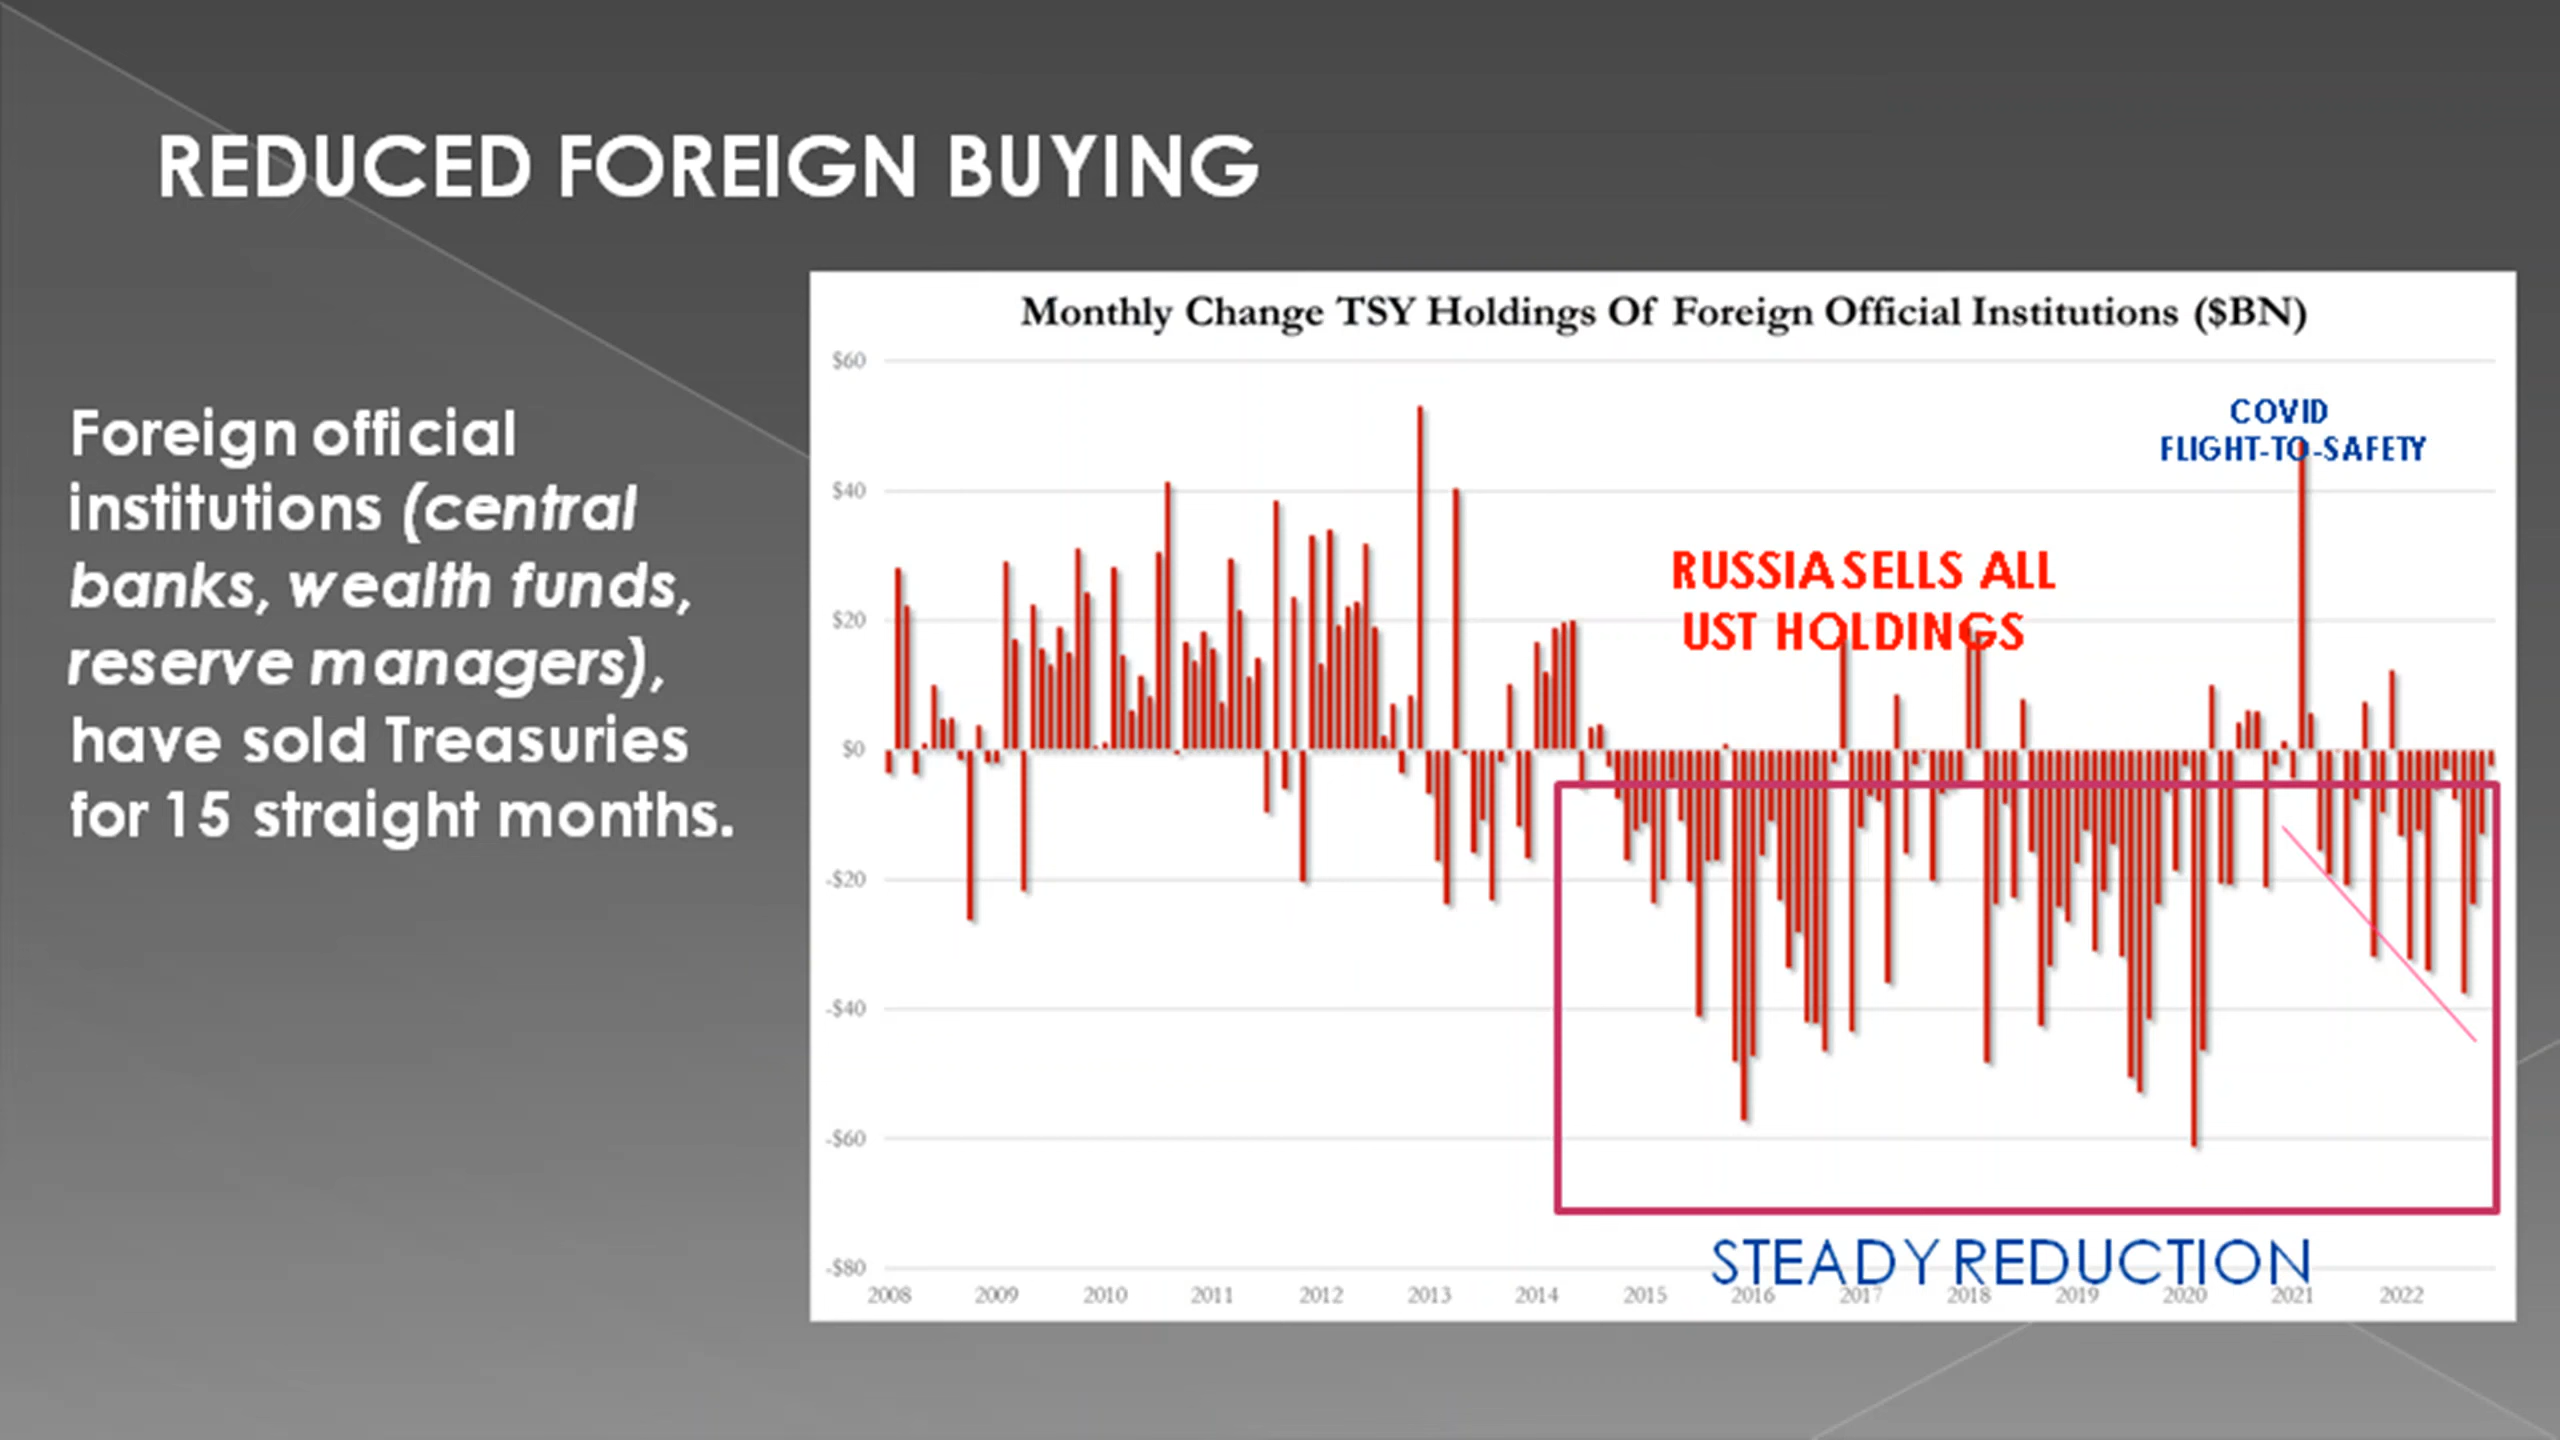 REDUCED FOREIGN BUYING
Foreign official
institutions (central
banks, wealth funds,
reserve managers),
have sold Treasuries
for 15 straight months.
Monthly Change TSY Holdings Of Foreign Official Institutions ($BN)
$60
$40
$20
$0
-$20
-$40
-$60
-$80
COVID
FLIGHT-TO-SAFETY
RUSSIA SELLS ALL
UST HOLDINGS
STEADY REDUCTION
2008 2009 2010 2011 2012 2013 2014 2015 2016 2017 2018 2019 2020 2021 2022